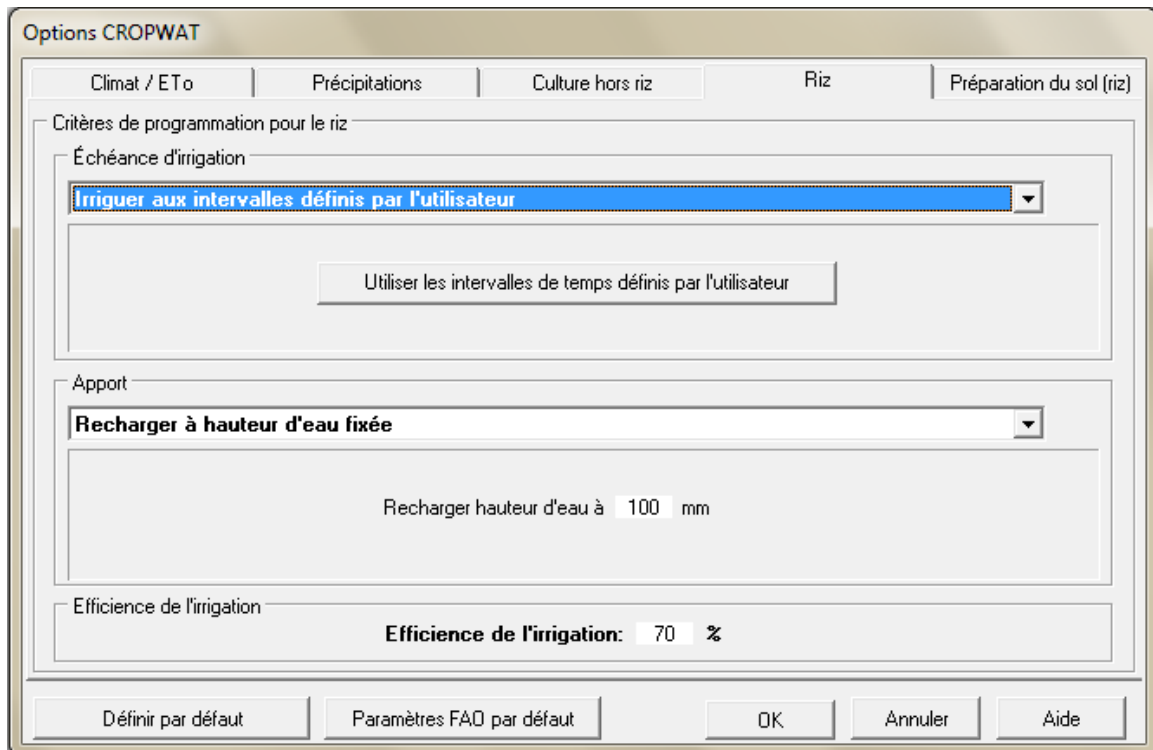 Options CROPWAT
Climat / ETo Précipitations Culture hors riz Riz Préparation du sol (riz)
Critères de programmation pour le riz
Échéance d'irrigation
Irriguer aux intervalles définis par l'utilisateur
Utiliser les intervalles de temps définis par l'utilisateur
Apport
Recharger à hauteur d'eau fixée
Recharger hauteur d'eau à 100 mm
Efficience de l'irrigation
Efficience de l'irrigation: 70 %
Définir par défaut Paramètres FAO par défaut OK Annuler Aide